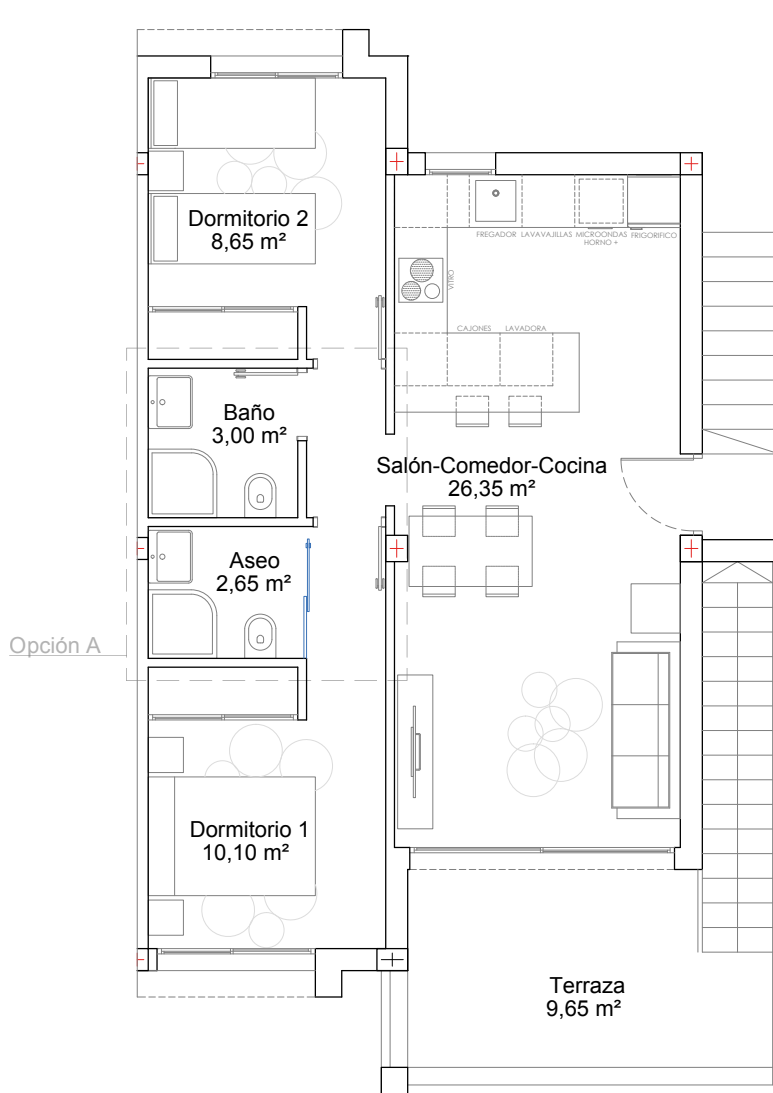 Dormitorio 2
8,65 m²
FREGADOR LAVAVAJILLAS MICROONDAS FRIGORIFICO
HORNO +
VITRO
CAJONES LAVADORA
Baño
3,00 m²
Salón-Comedor-Cocina
26,35 m²
Aseo
2,65 m²
Opción A
Dormitorio 1
10,10 m²
Terraza
9,65 m²